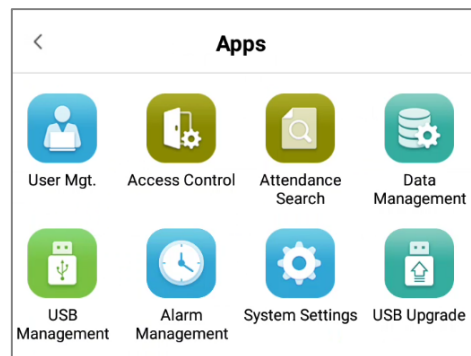 Apps
User Mgt.
Access Control
Attendance
Search
Data
Management
USB
Management
Alarm
Management
System Settings
USB Upgrade